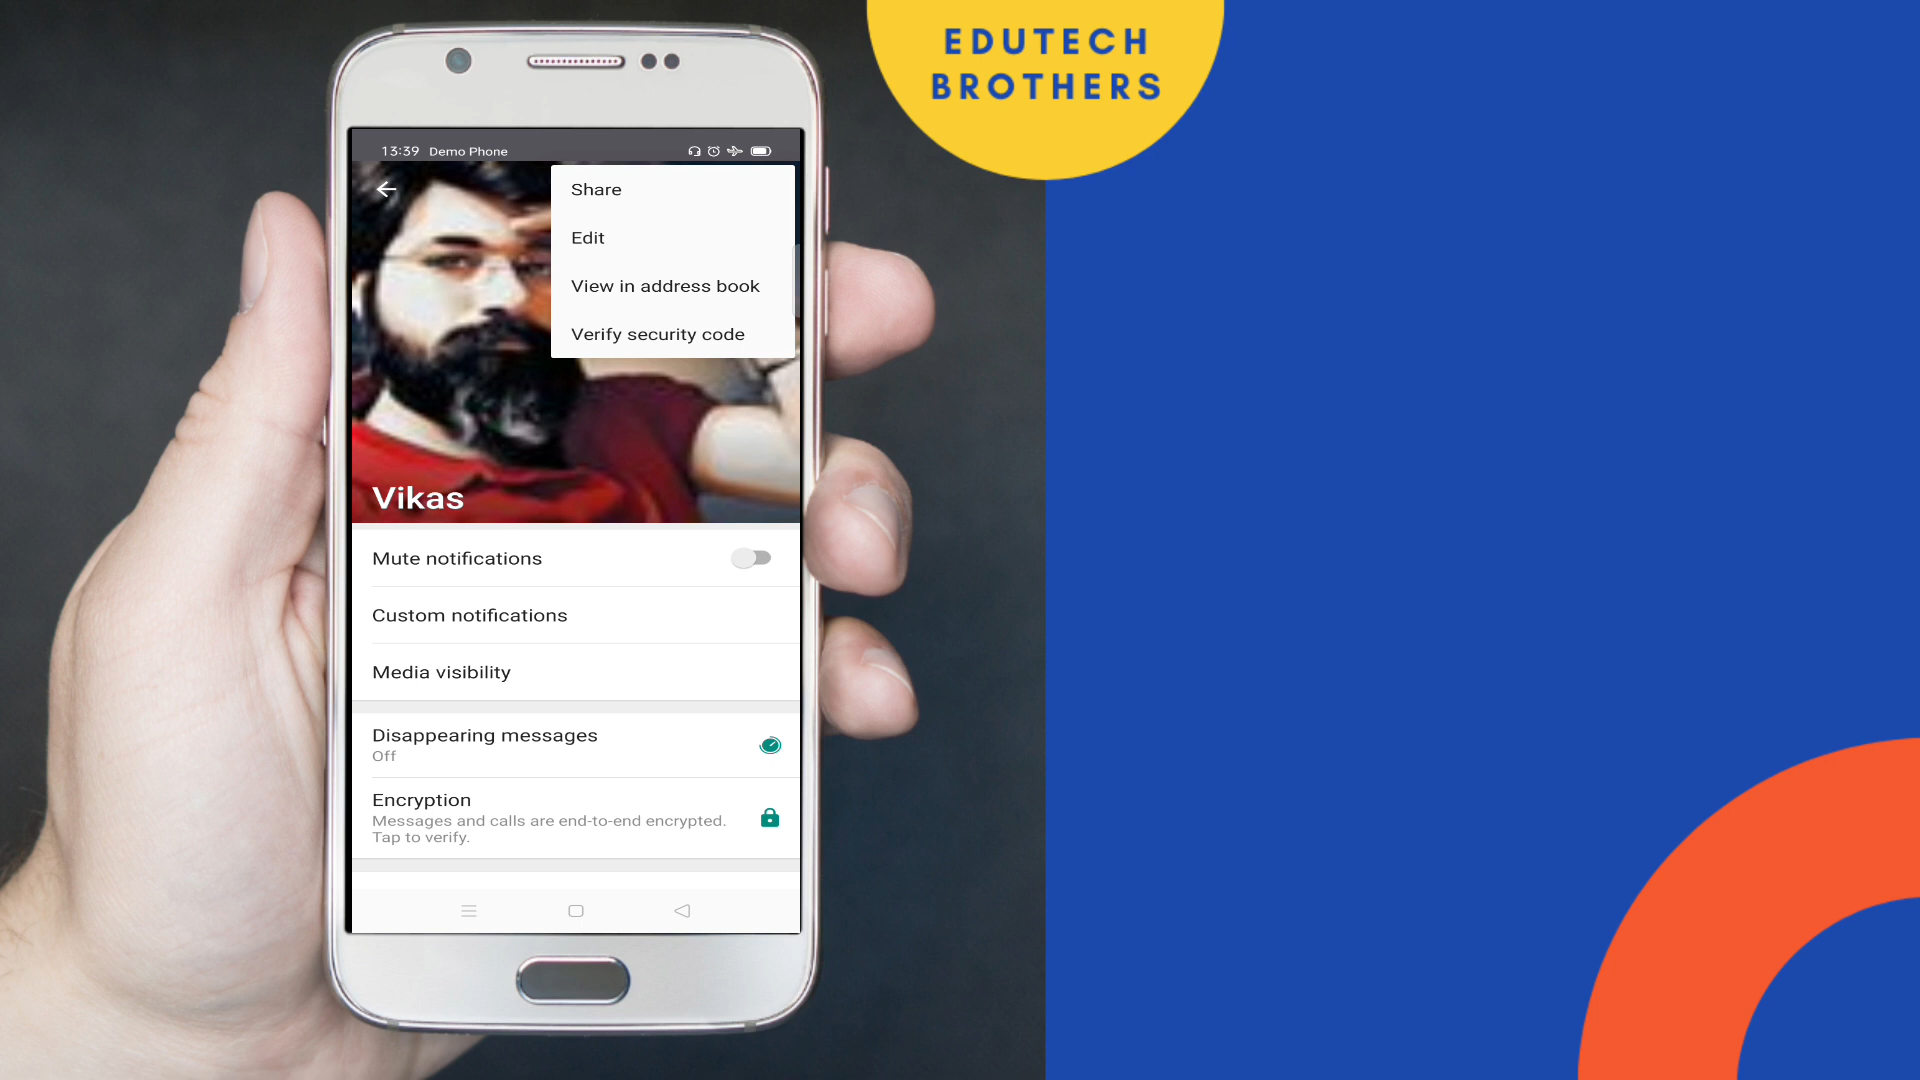 EDUTECH
BROTHERS
13:39 Demo Phone
Share
Edit
View in address book
Verify security code
Vikas
Mute notifications
Custom notifications
Media visibility
Disappearing messages
Off
Encryption
Messages and calls are end-to-end encrypted.
Tap to verify.